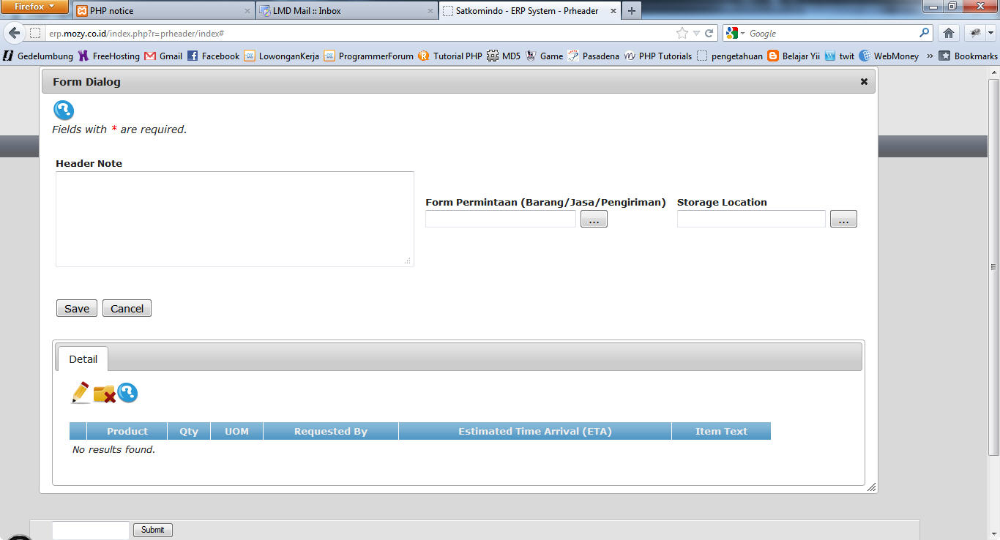 Firefox
PHP notice
LMD Mail :: Inbox
Satkomindo - ERP System - Prheader
erp.mozy.co.id/index.php?r=prheader/index#
Google
Gedelumbung FreeHosting Gmail Facebook LowonganKerja ProgrammerForum Tutorial PHP MD5 Game Pasadena PHP Tutorials pengetahuan Belajar Yii twit WebMoney » Bookmarks
Form Dialog
Fields with * are required.
Header Note
Form Permintaan (Barang/Jasa/Pengiriman) Storage Location
... ...
Save Cancel
Detail
Product Qty UOM Requested By Estimated Time Arrival (ETA) Item Text
No results found.
Submit